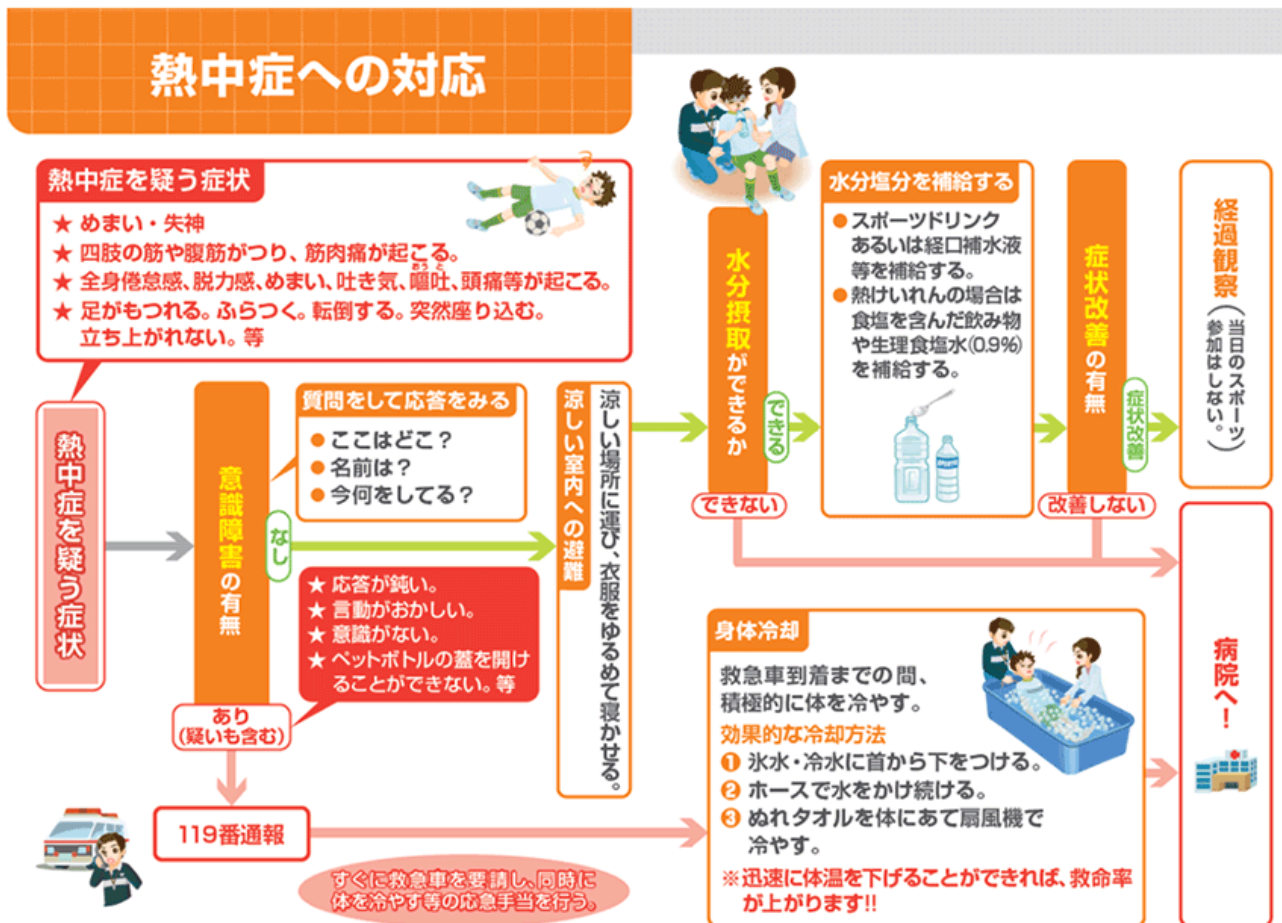 熱中症への対応
熱中症を疑う症状
★ めまい・失神
★ 四肢の筋や腹筋がつり、筋肉痛が起こる。
★ 全身倦怠感、脱力感、めまい、吐き気、嘔吐、頭痛等が起こる。
おう と
★ 足がもつれる。ふらつく。転倒する。突然座り込む。
立ち上がれない。等
熱中症を疑う症状
意識障害の有無
質問をして応答をみる
● ここはどこ？
● 名前は？
● 今何をしてる？
なし
★ 応答が鈍い。
★ 言動がおかしい。
★ 意識がない。
★ ペットボトルの蓋を開け
ることができない。等
あり
(疑いも含む)
119番通報
すぐに救急車を要請し、同時に
体を冷やす等の応急手当を行う。
涼しい室内への避難
涼しい場所に運び、衣服をゆるめて寝かせる。
水分摂取ができるか
できる
できない
水分塩分を補給する
● スポーツドリンク
あるいは経口補水液
等を補給する。
● 熱けいれんの場合は
食塩を含んだ飲み物
や生理食塩水(0.9%)
を補給する。
症状改善の有無
症状改善
改善しない
経過観察
(当日のスポーツ
参加はしない。)
身体冷却
救急車到着までの間、
積極的に体を冷やす。
効果的な冷却方法
1 氷水・冷水に首から下をつける。
2 ホースで水をかけ続ける。
3 ぬれタオルを体にあて扇風機で
冷やす。
※迅速に体温を下げることができれば、救命率
が上がります!!
病院へ！